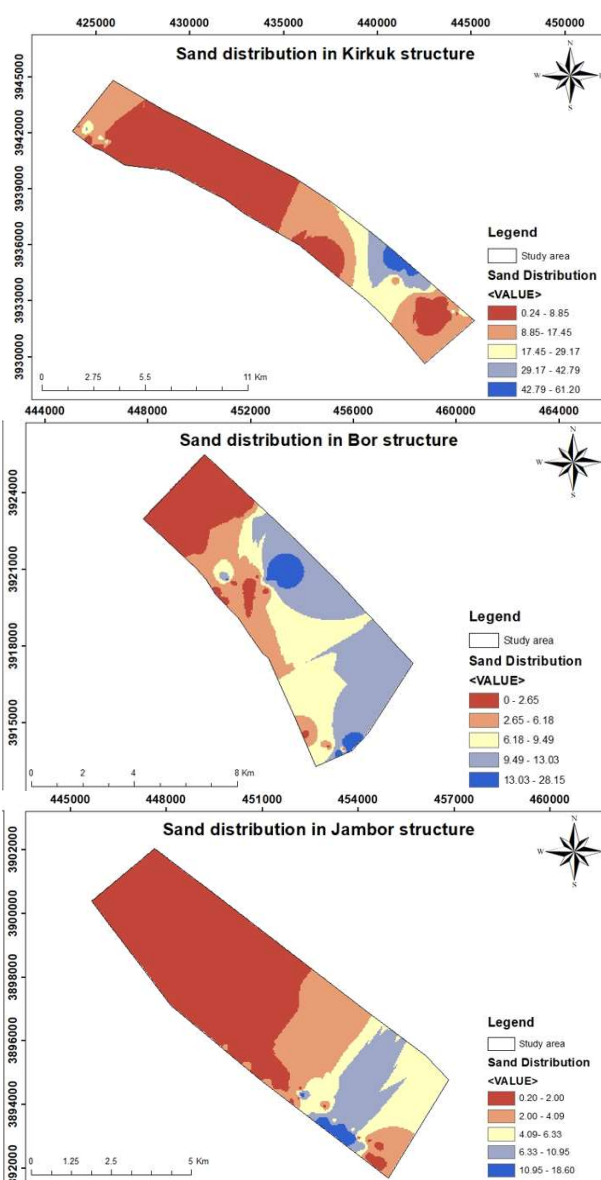 425000 430000 435000 440000 445000 450000
Sand distribution in Kirkuk structure
N
W
S
3945000
3942000
3939000
3936000
3933000
3930000
Legend
Study area
Sand Distribution
<VALUE>
0.24 - 8.85
8.85- 17.45
17.45 - 29.17
29.17 - 42.79
42.79 - 61.20
0 2.75 5.5 11 Km
444000 448000 452000 456000 460000 464000
Sand distribution in Bor structure
N
W
S
3924000
3921000
3918000
3915000
Legend
Study area
Sand Distribution
<VALUE>
0 - 2.65
2.65 - 6.18
6.18 - 9.49
9.49 - 13.03
13.03 - 28.15
0 2 4 8 Km
445000 448000 451000 454000 457000 460000
Sand distribution in Jambor structure
N
W
S
3902000
3900000
3898000
3896000
3894000
892000
Legend
Study area
Sand Distribution
<VALUE>
0.20 - 2.00
2.00 - 4.09
4.09- 6.33
6.33 - 10.95
10.95 - 18.60
0 1.25 2.5 5 Km